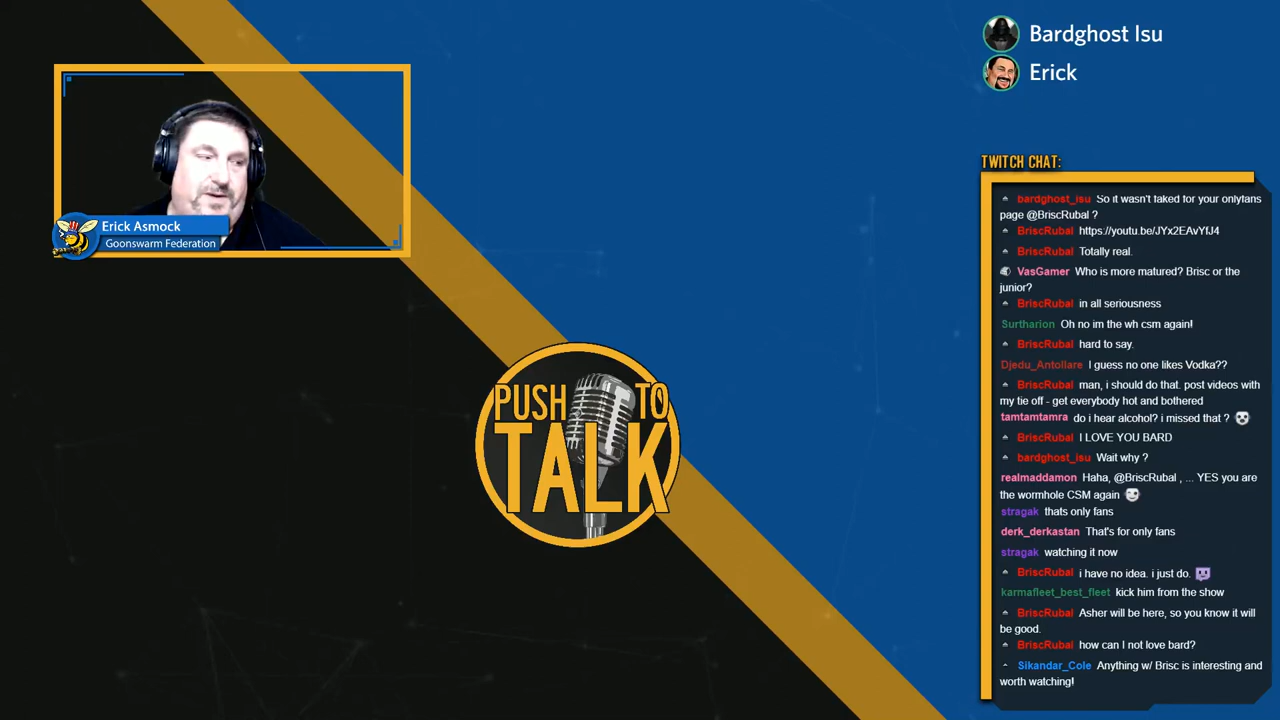 Bardghost Isu
Erick
Erick Asmock
Goonswarm Federation
PUSH TO
TALK
TWITCH CHAT:
bardghost_isu So it wasn't taked for your onlyfans
page @BriscRubal ?
BriscRubal https://youtu.be/JYx2EAvYfJ4
BriscRubal Totally real.
VasGamer Who is more matured? Brisc or the
junior?
BriscRubal in all seriousness
Surtharion Oh no im the wh csm again!
BriscRubal hard to say.
Djedu_Antollare I guess no one likes Vodka??
BriscRubal man, i should do that. post videos with
my tie off - get everybody hot and bothered
tamtamtamra do i hear alcohol? i missed that ?
BriscRubal I LOVE YOU BARD
bardghost_isu Wait why ?
realmaddamon Haha, @BriscRubal , ... YES you are
the wormhole CSM again
stragak thats only fans
derk_derkastan That's for only fans
stragak watching it now
BriscRubal i have no idea. i just do.
karmafleet_best_fleet kick him from the show
BriscRubal Asher will be here, so you know it will
be good.
BriscRubal how can I not love bard?
Sikandar_Cole Anything w/ Brisc is interesting and
worth watching!